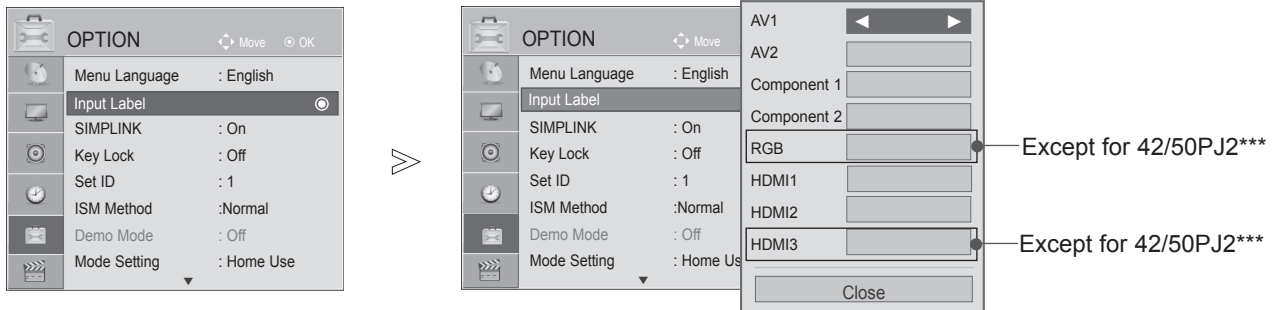 OPTION
Move OK
Menu Language : English
Input Label
SIMPLINK : On
Key Lock : Off
Set ID : 1
ISM Method :Normal
Demo Mode : Off
Mode Setting : Home Use
OPTION
Move
Menu Language : English
Input Label
SIMPLINK : On
Key Lock : Off
Set ID : 1
ISM Method :Normal
Demo Mode : Off
Mode Setting : Home Us
AV1
AV2
Component 1
Component 2
RGB
HDMI1
HDMI2
HDMI3
Close
Except for 42/50PJ2***
Except for 42/50PJ2***